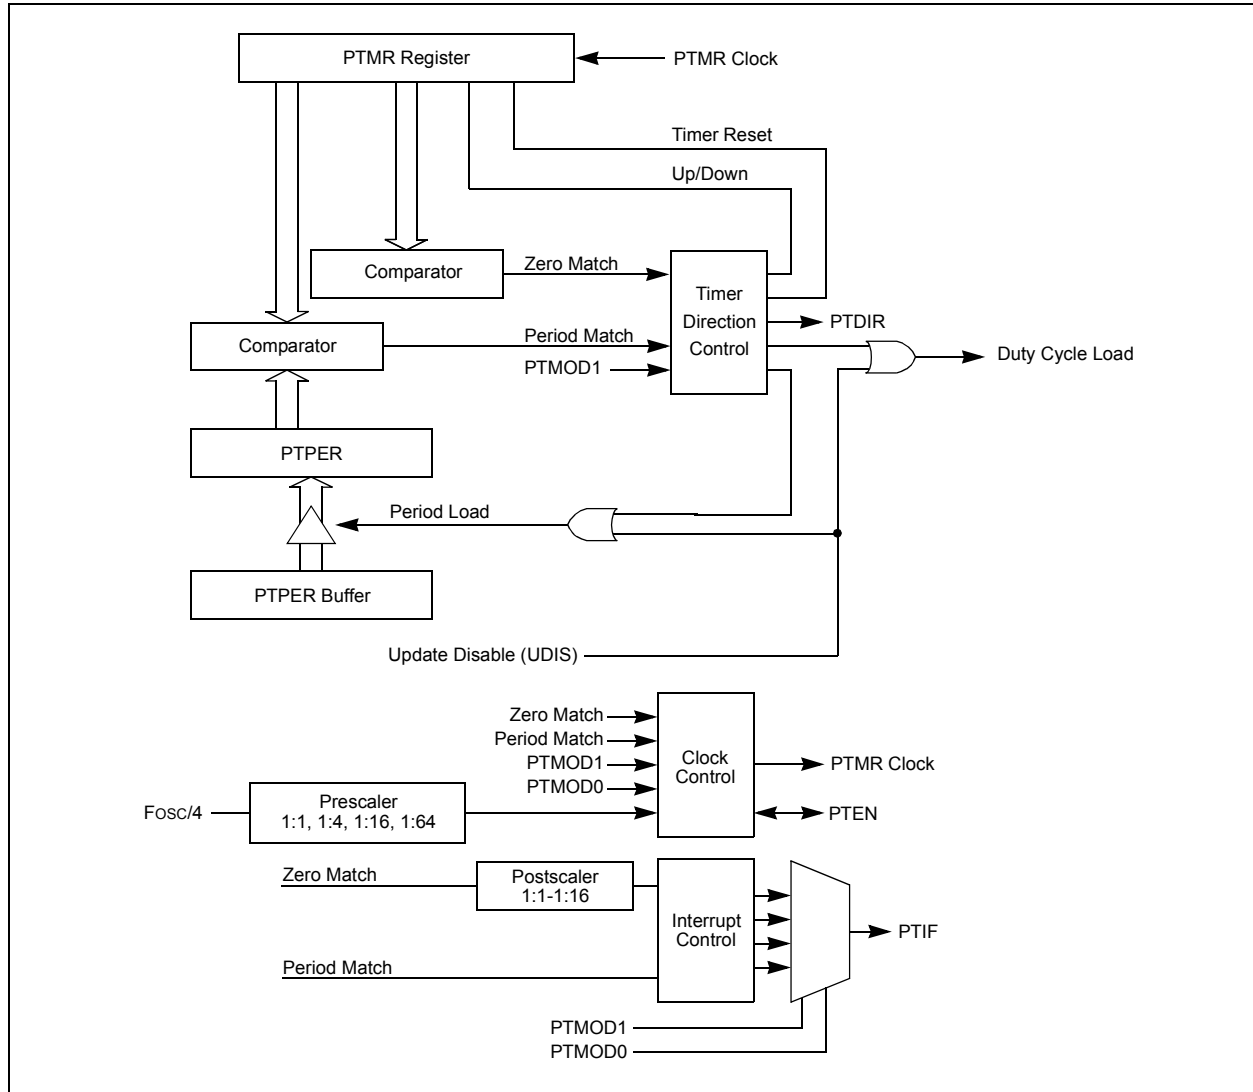 PTMR Register
PTMR Clock
Timer Reset
Up/Down
Comparator
Zero Match
Timer
Direction
Control
PTDIR
Comparator
Period Match
PTMOD1
Duty Cycle Load
PTPER
Period Load
PTPER Buffer
Update Disable (UDIS)
Zero Match
Period Match
PTMOD1
PTMOD0
Clock
Control
PTMR Clock
PTEN
FOSC/4
Prescaler
1:1, 1:4, 1:16, 1:64
Zero Match
Postscaler
1:1-1:16
Interrupt
Control
PTIF
Period Match
PTMOD1
PTMOD0